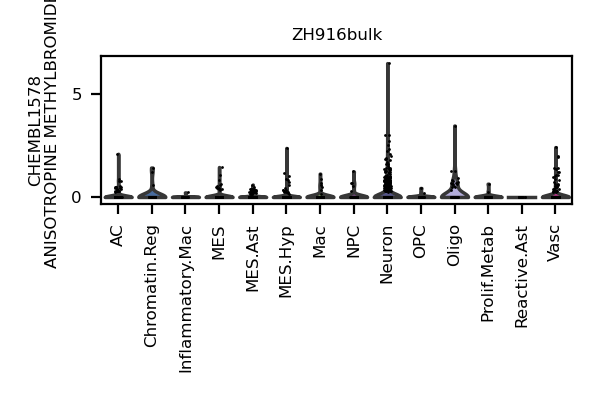 ZH916bulk
CHEMBL1578
ANISOTROPINE METHYLBROMIDE
5
0
AC
Chromatin.Reg
Inflammatory.Mac
MES
MES.Ast
MES.Hyp
Mac
NPC
Neuron
OPC
Oligo
Prolif.Metab
Reactive.Ast
Vasc